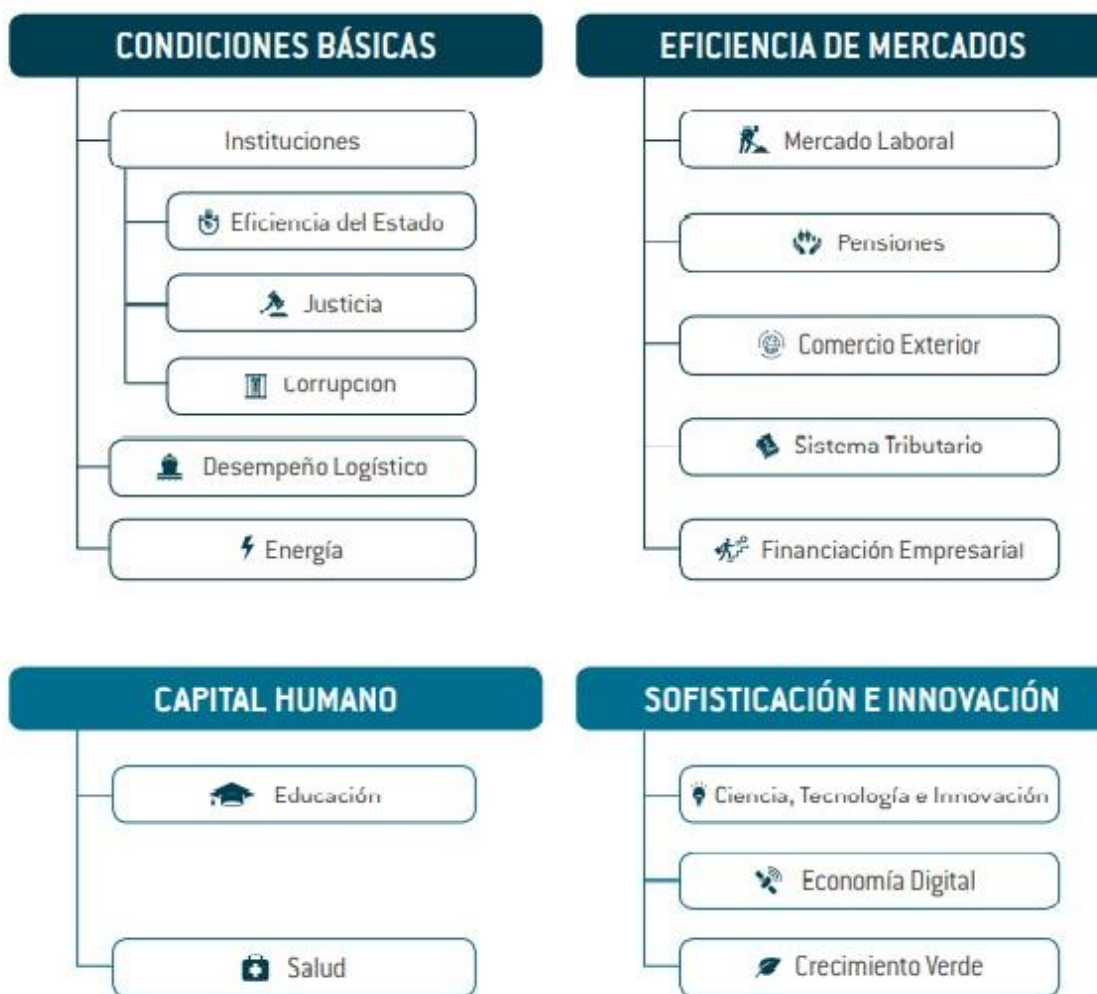 CONDICIONES BÁSICAS
Instituciones
Eficiencia del Estado
Justicia
Corrupción
Desempeño Logístico
Energía
EFICIENCIA DE MERCADOS
Mercado Laboral
Pensiones
Comercio Exterior
Sistema Tributario
Financiación Empresarial
CAPITAL HUMANO
Educación
Salud
SOFISTICACIÓN E INNOVACIÓN
Ciencia, Tecnología e Innovación
Economía Digital
Crecimiento Verde